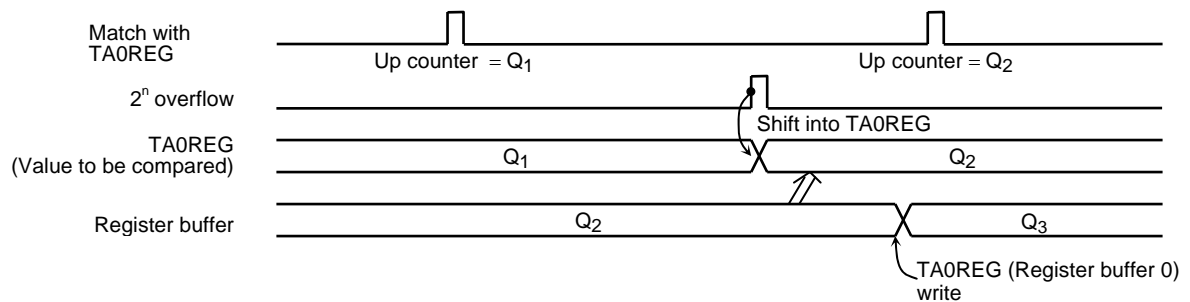 Match with
TA0REG
Up counter = Q1
Up counter = Q2
2n overflow
Shift into TA0REG
TA0REG
(Value to be compared)
Q1
Q2
Register buffer
Q2
Q3
TA0REG (Register buffer 0)
write